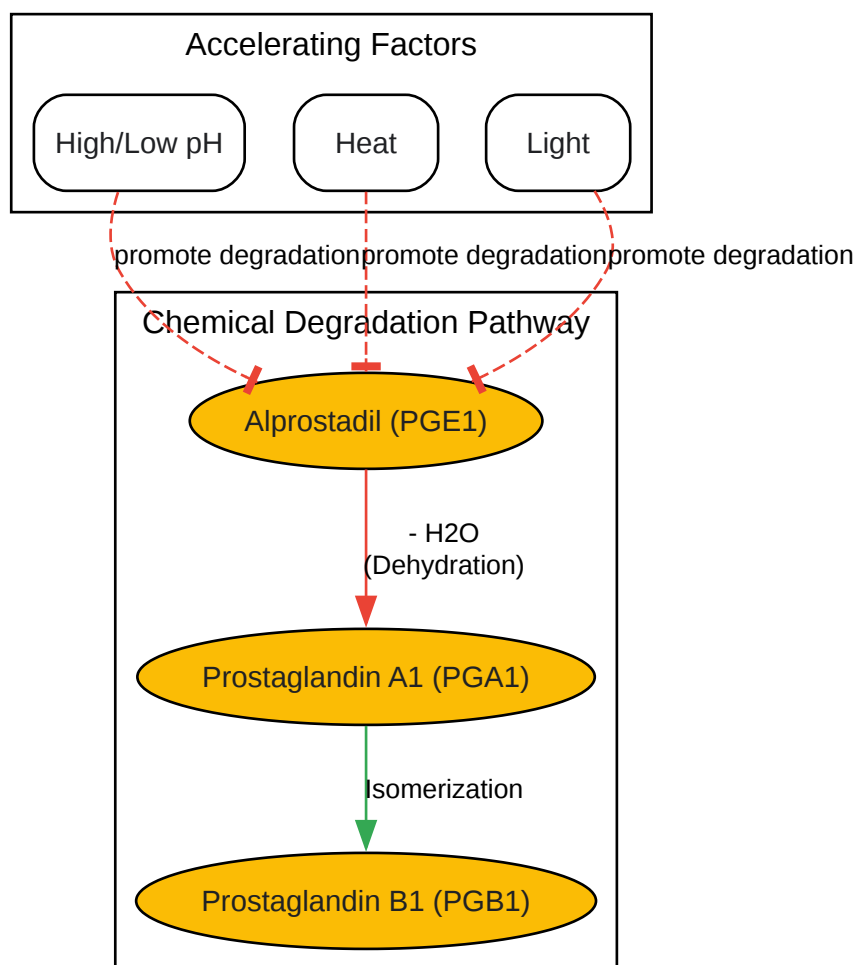 Accelerating Factors
High/Low pH
Heat
Light
promote degradation
promote degradation
promote degradation
Chemical Degradation Pathway
Alprostadil (PGE1)
- H2O
(Dehydration)
Prostaglandin A1 (PGA1)
Isomerization
Prostaglandin B1 (PGB1)